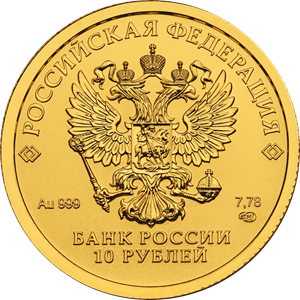 РОССИЙСКАЯ ФЕДЕРАЦИЯ
Au 999 7,78
БАНК РОССИИ
10 РУБЛЕЙ